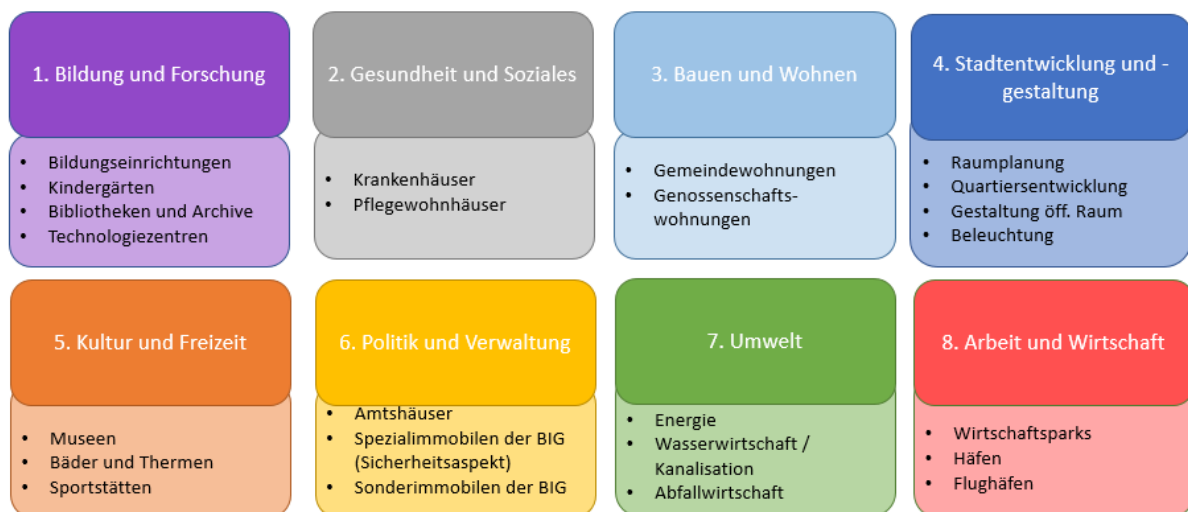 1. Bildung und Forschung
• Bildungseinrichtungen
• Kindergärten
• Bibliotheken und Archive
• Technologiezentren
2. Gesundheit und Soziales
• Krankenhäuser
• Pflegewohnhäuser
3. Bauen und Wohnen
• Gemeindewohnungen
• Genossenschafts-
wohnungen
4. Stadtentwicklung und -
gestaltung
• Raumplanung
• Quartiersentwicklung
• Gestaltung öff. Raum
• Beleuchtung
5. Kultur und Freizeit
• Museen
• Bäder und Thermen
• Sportstätten
6. Politik und Verwaltung
• Amtshäuser
• Spezialimmobilen der BIG
(Sicherheitsaspekt)
• Sonderimmobilen der BIG
7. Umwelt
• Energie
• Wasserwirtschaft /
Kanalisation
• Abfallwirtschaft
8. Arbeit und Wirtschaft
• Wirtschaftsparks
• Häfen
• Flughäfen